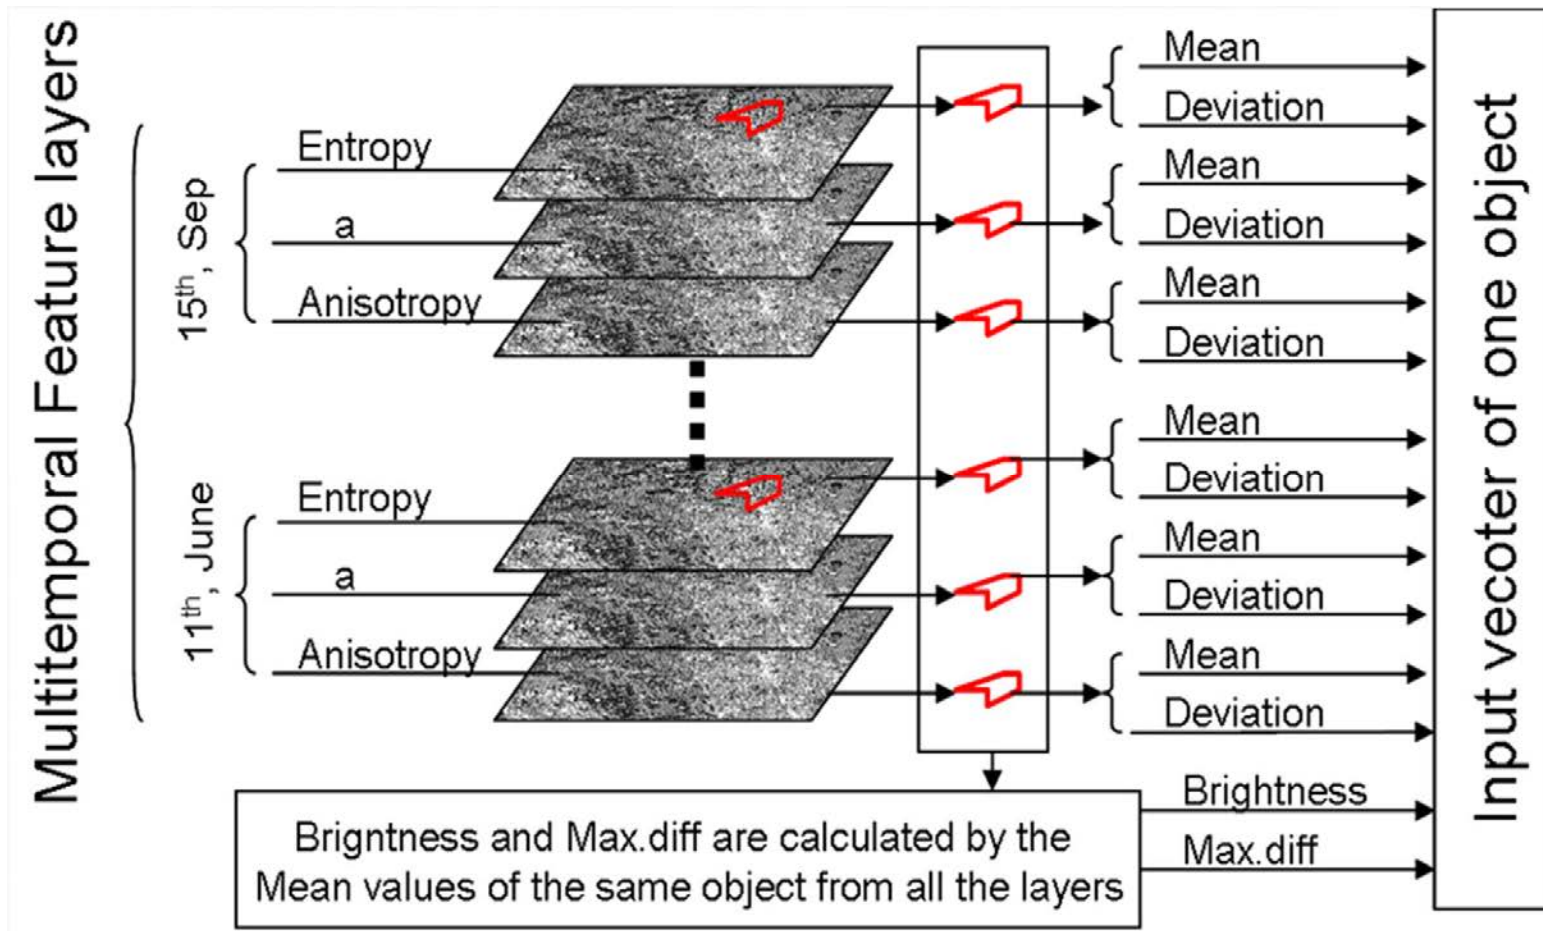 Multitemporal Feature layers
15th, Sep
Entropy
a
Anisotropy
11th, June
Entropy
a
Anisotropy
Mean
Deviation
Mean
Deviation
Mean
Deviation
Mean
Deviation
Mean
Deviation
Mean
Deviation
Brightness
Max.diff
Brigntness and Max.diff are calculated by the
Mean values of the same object from all the layers
Input vecoter of one object